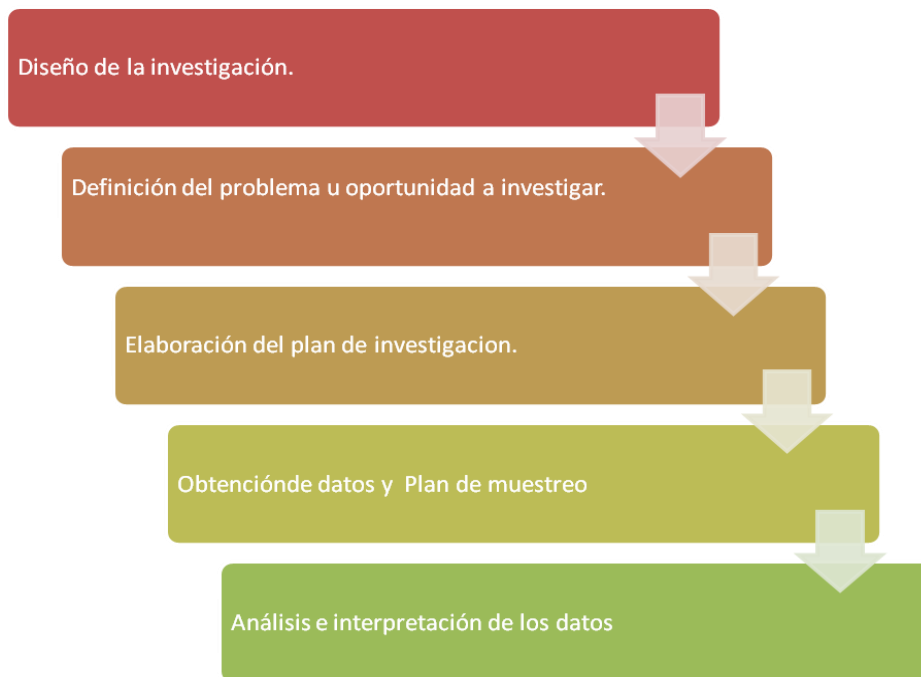 Diseño de la investigación.
Definición del problema u oportunidad a investigar.
Elaboración del plan de investigacion.
Obtenciónde datos y  Plan de muestreo
Análisis e interpretación de los datos